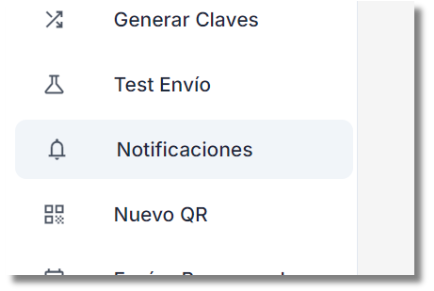 Generar Claves
Test Envío
Notificaciones
Nuevo QR